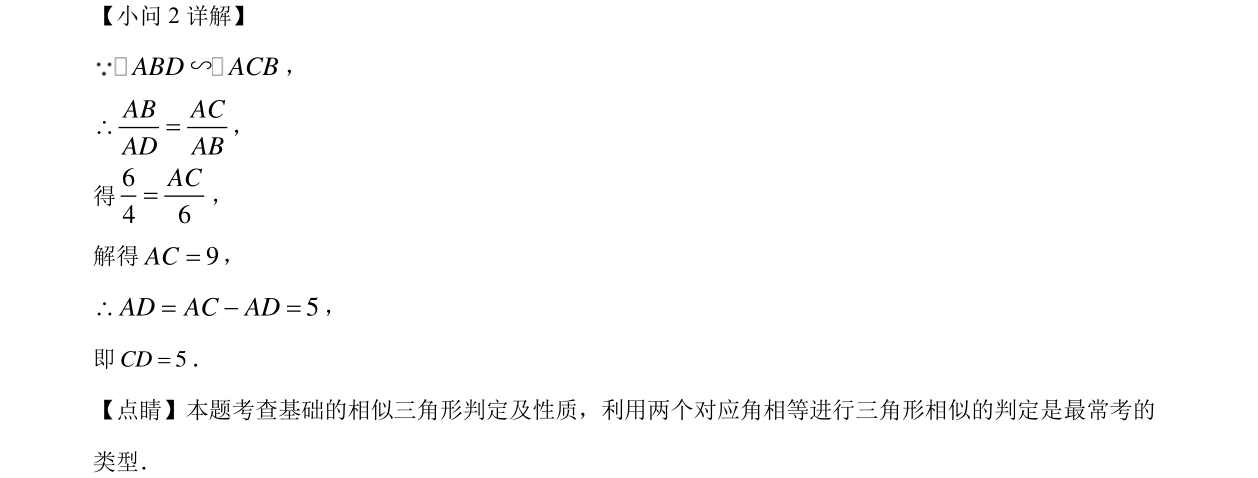 【小问 2 详解】
∵□ABD∽□ACB，
∴AB/AD=AC/AB，
得6/4=AC/6，
解得 AC=9，
∴AD=AC−AD=5，
即 CD=5．
【点睛】本题考查基础的相似三角形判定及性质，利用两个对应角相等进行三角形相似的判定是最常考的
类型．